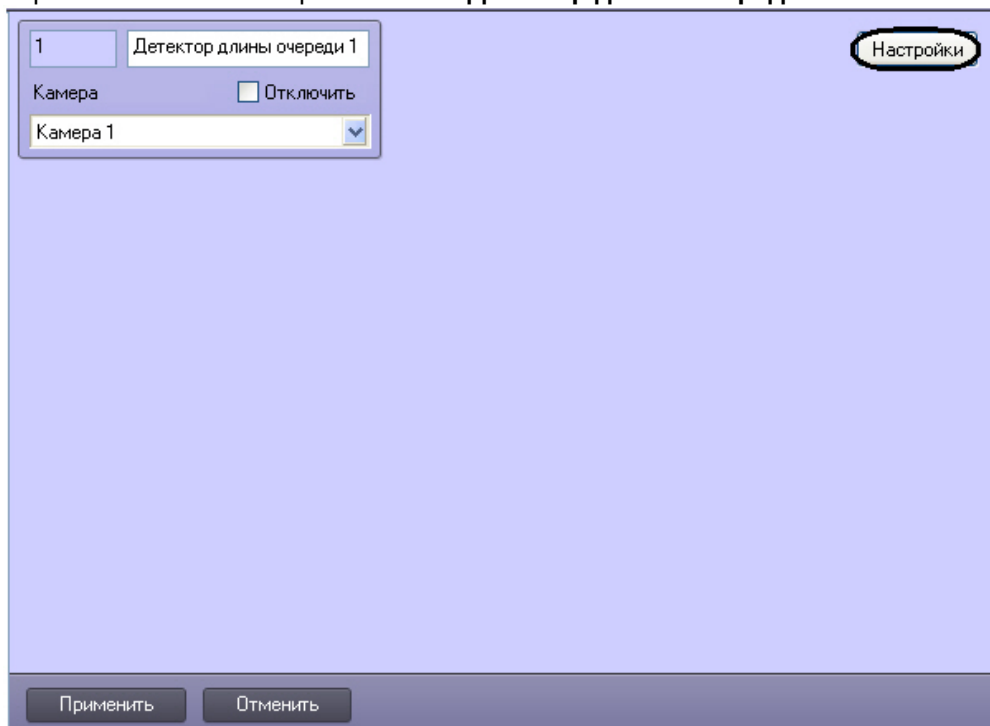 1
Детектор длины очереди 1
Настройки
Камера
Отключить
Камера 1
Применить
Отменить